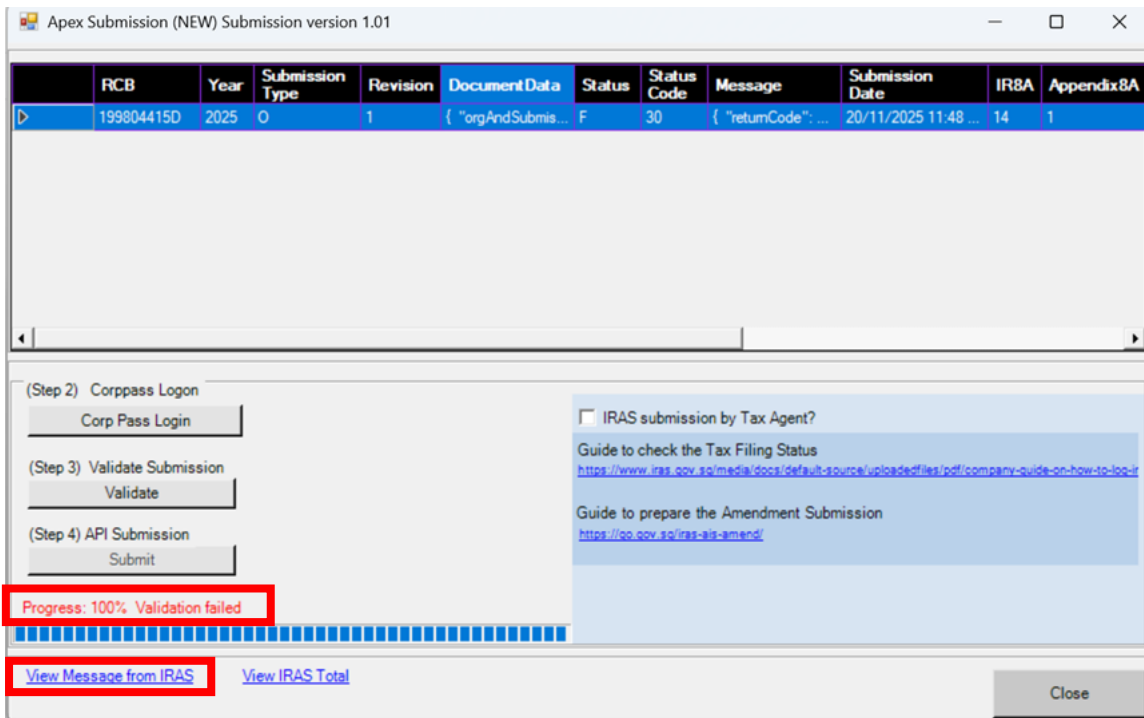 Apex Submission (NEW) Submission version 1.01
RCB Year Submission Type Revision DocumentData Status Status Code Message Submission Date IR8A Appendix8A
199804415D 2025 O 1 { "orgAndSubmis... F 30 { "returnCode": ... 20/11/2025 11:48 ... 14 1
(Step 2) Corppass Logon
Corp Pass Login
(Step 3) Validate Submission
Validate
(Step 4) API Submission
Submit
Progress: 100% Validation failed
IRAS submission by Tax Agent?
Guide to check the Tax Filing Status
https://www.iras.gov.sg/media/docs/default-source/uploadedfiles/pdf/company-guide-on-how-to-log-ir
Guide to prepare the Amendment Submission
https://go.gov.sg/iras-ais-amend/
View Message from IRAS View IRAS Total
Close